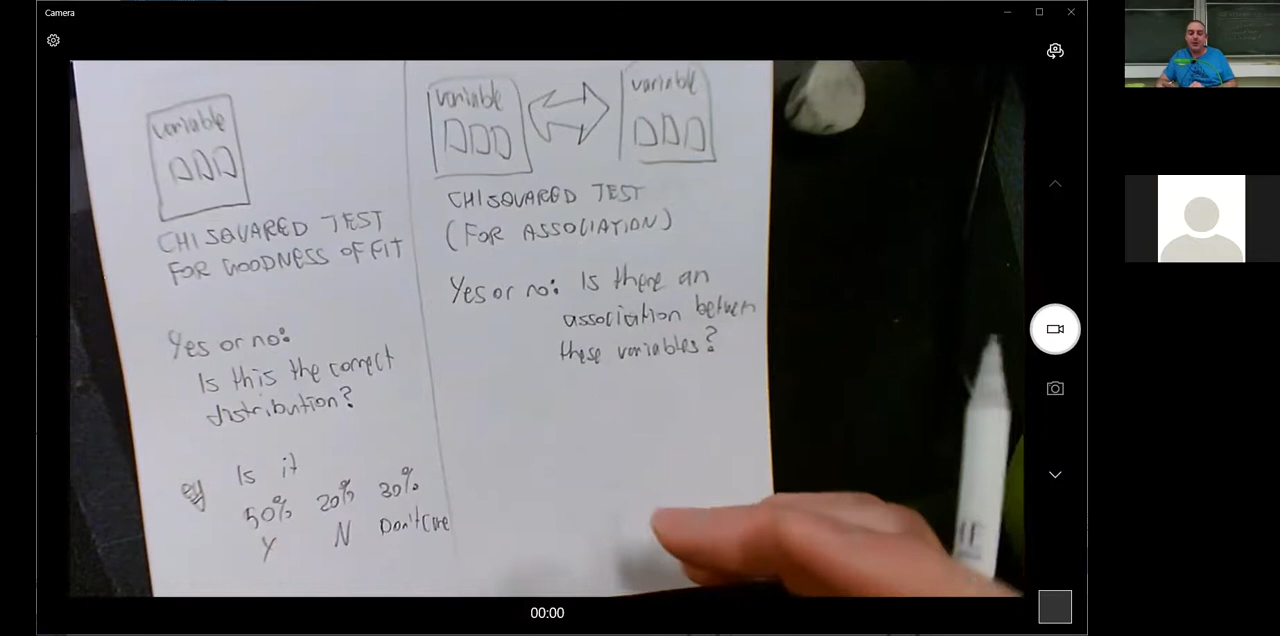 Camera
variable
CHI SQUARED TEST
FOR GOODNESS OF FIT
Yes or no:
Is this the correct
distribution?
eg Is it
50% 20% 30%
Y N Don't Care
variable variable
CHI SQUARED TEST
(FOR ASSOCIATION)
Yes or no: Is there an
association between
these variables?
00:00